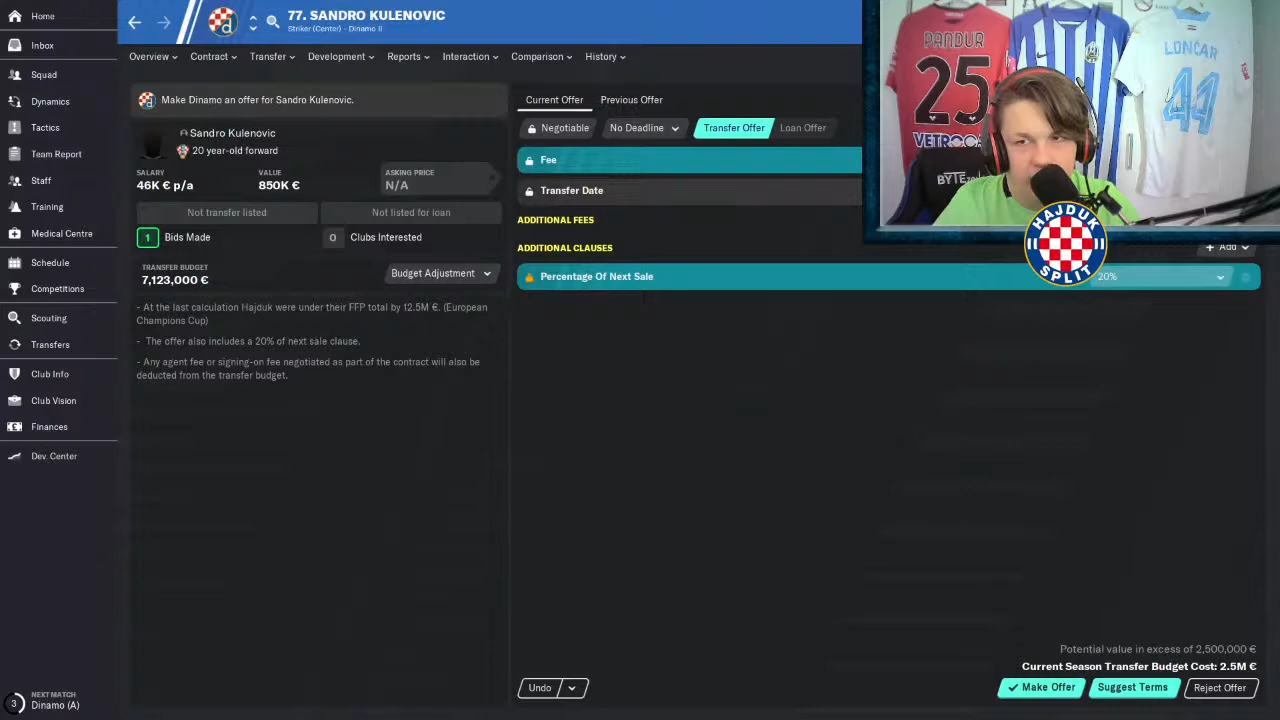 Home
Inbox
Squad
Dynamics
Tactics
Team Report
Staff
Training
Medical Centre
Schedule
Competitions
Scouting
Transfers
Club Info
Club Vision
Finances
Dev. Center
3 NEXT MATCH
Dinamo (A)
77. SANDRO KULENOVIC
Striker (Center) - Dinamo II
Overview Contract Transfer Development Reports Interaction Comparison History
Make Dinamo an offer for Sandro Kulenovic.
Sandro Kulenovic
20 year-old forward
SALARY
46K € p/a
VALUE
850K €
ASKING PRICE
N/A
Not transfer listed
Not listed for loan
1 Bids Made
0 Clubs Interested
TRANSFER BUDGET
7,123,000 €
Budget Adjustment
- At the last calculation Hajduk were under their FFP total by 12.5M €. (European
Champions Cup)
- The offer also includes a 20% of next sale clause.
- Any agent fee or signing-on fee negotiated as part of the contract will also be
deducted from the transfer budget.
Current Offer Previous Offer
Negotiable No Deadline Transfer Offer Loan Offer
Fee
Transfer Date
ADDITIONAL FEES
ADDITIONAL CLAUSES
+ Add
Percentage Of Next Sale 20%
Potential value in excess of 2,500,000 €
Current Season Transfer Budget Cost: 2.5M €
Undo
Make Offer Suggest Terms Reject Offer
PANDUR
25
LONČAR
44
HAJDUK
SPLIT